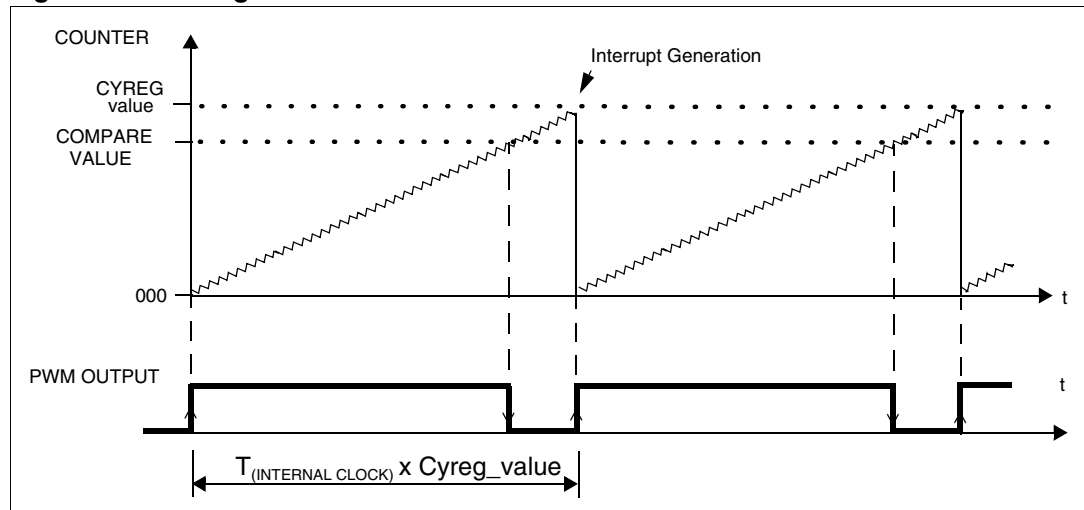 COUNTER
Interrupt Generation
CYREG
value
COMPARE
VALUE
000
t
PWM OUTPUT
t
T(INTERNAL CLOCK) x Cyreg_value